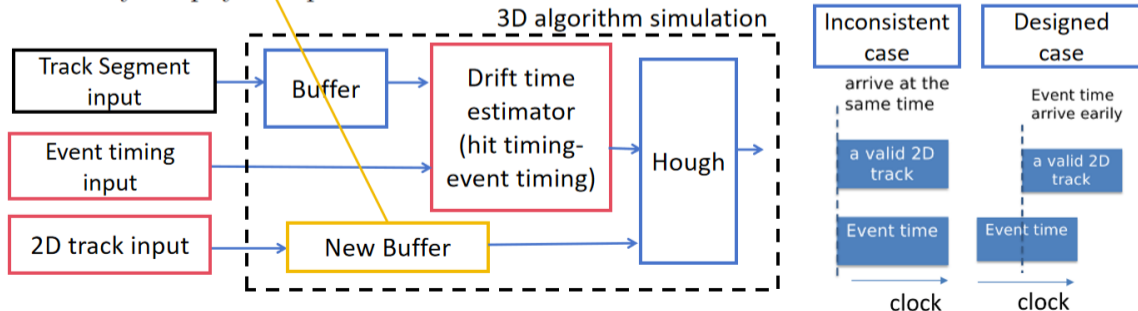 3D algorithm simulation
Track Segment
input
Buffer
Drift time
estimator
(hit timing-
event timing)
Hough
Event timing
input
2D track input
New Buffer
Inconsistent
case
arrive at the
same time
a valid 2D
track
Event time
clock
Designed
case
Event time
arrive earily
a valid 2D
track
Event time
clock